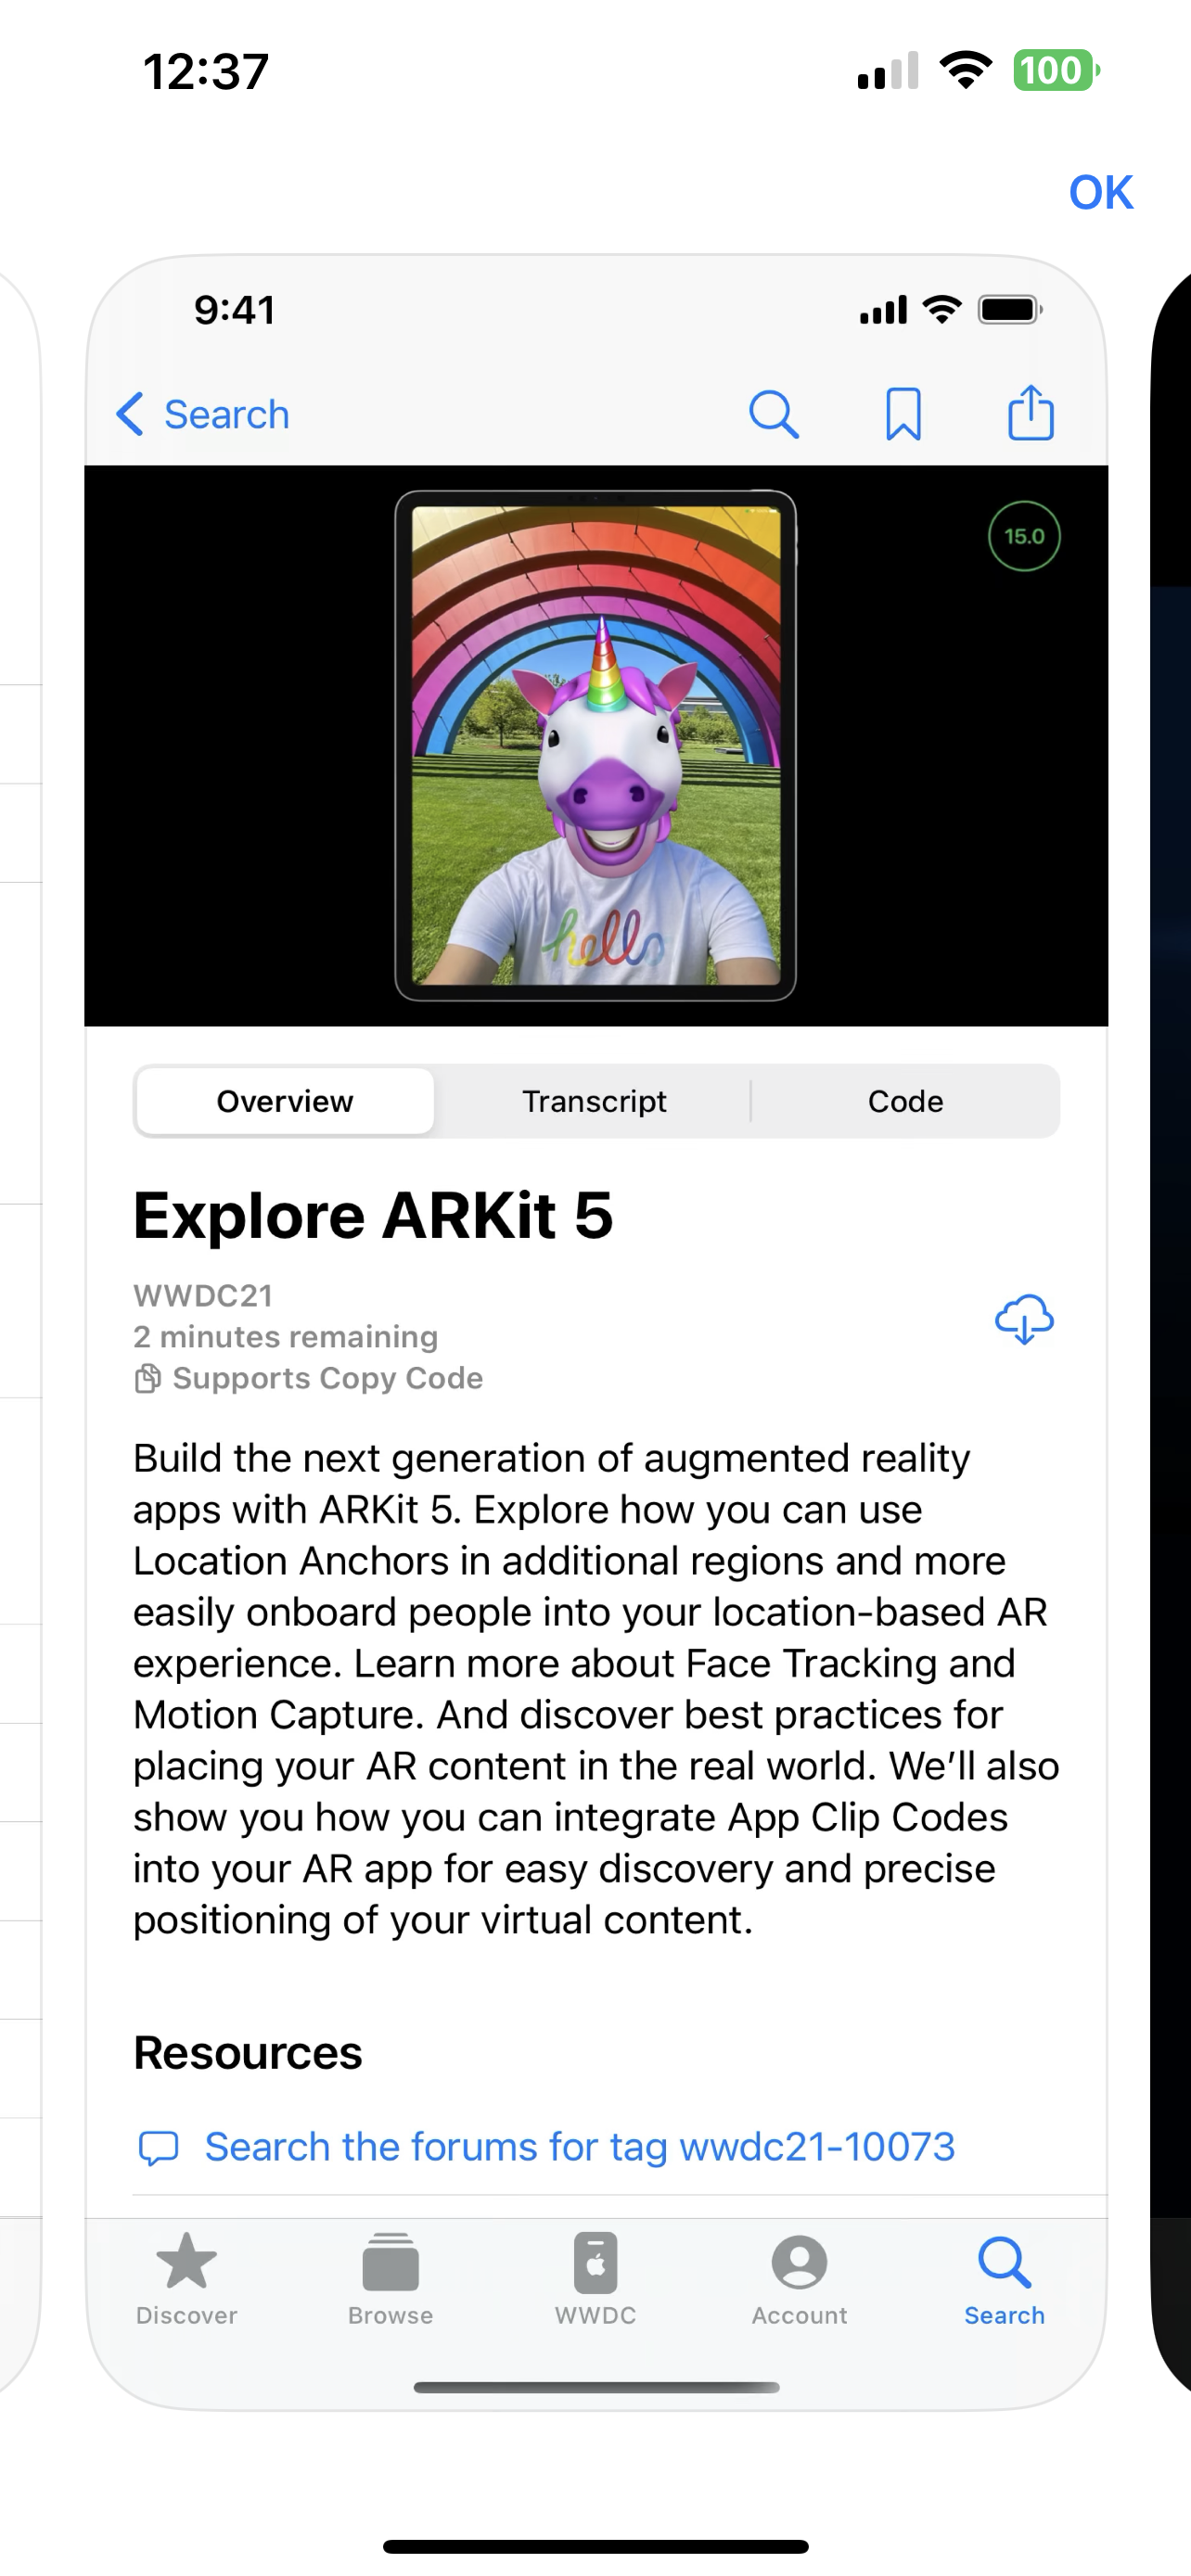 12:37
100
OK
9:41
Search
15.0
hello
Overview
Transcript
Code
Explore ARKit 5
WWDC21
2 minutes remaining
Supports Copy Code
Build the next generation of augmented reality
apps with ARKit 5. Explore how you can use
Location Anchors in additional regions and more
easily onboard people into your location-based AR
experience. Learn more about Face Tracking and
Motion Capture. And discover best practices for
placing your AR content in the real world. We’ll also
show you how you can integrate App Clip Codes
into your AR app for easy discovery and precise
positioning of your virtual content.
Resources
Search the forums for tag wwdc21-10073
Discover
Browse
WWDC
Account
Search